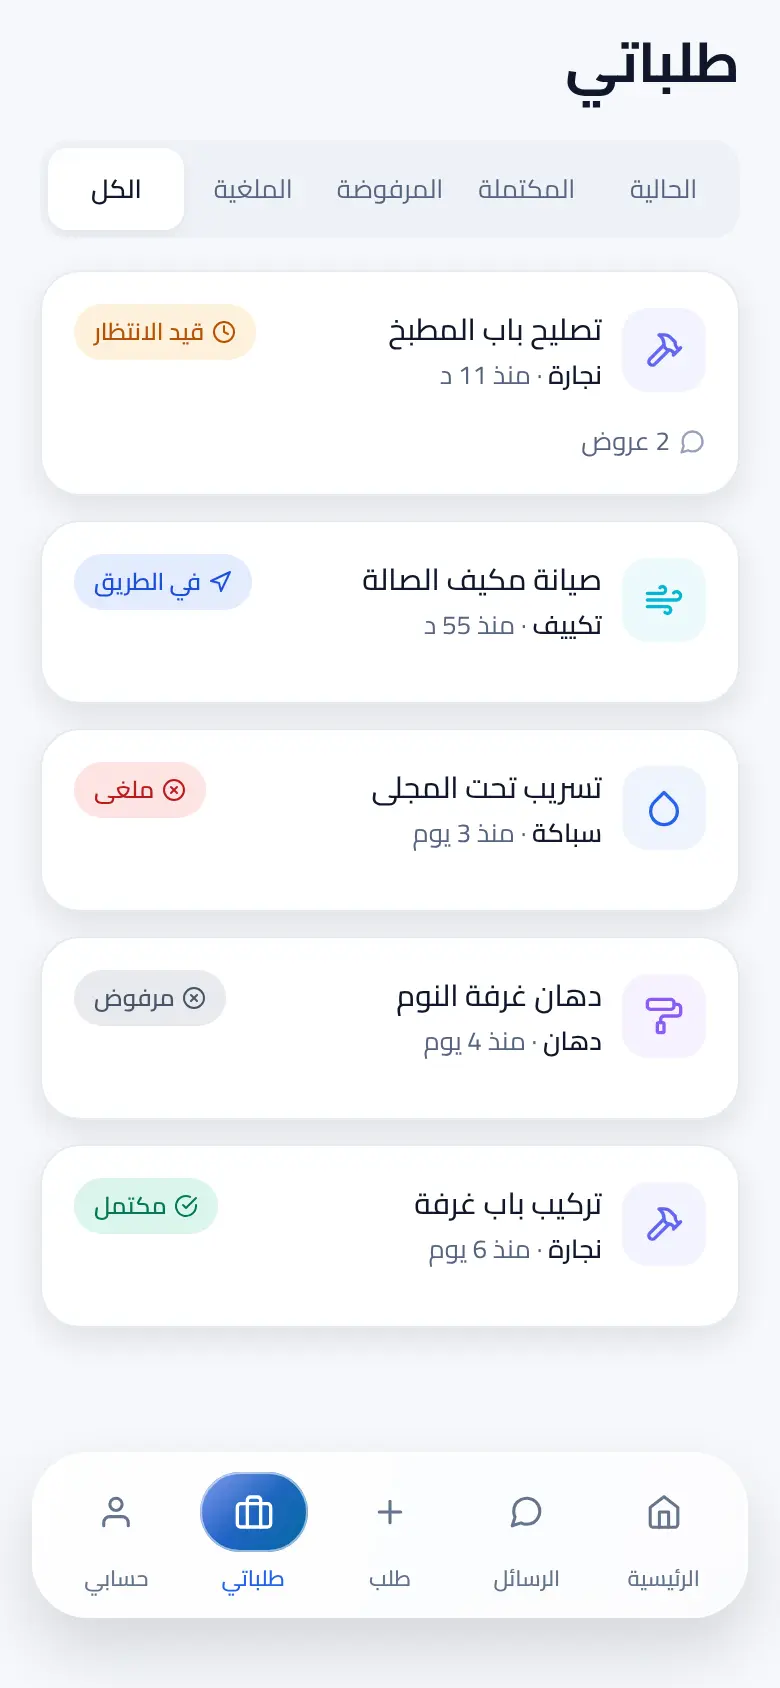 طلباتي
الحالية المكتملة المرفوضة الملغية الكل
تصليح باب المطبخ
قيد الانتظار
نجارة · منذ 11 د
2 عروض
صيانة مكيف الصالة
في الطريق
تكييف · منذ 55 د
تسريب تحت المجلى
ملغى
سباكة · منذ 3 يوم
دهان غرفة النوم
مرفوض
دهان · منذ 4 يوم
تركيب باب غرفة
مكتمل
نجارة · منذ 6 يوم
الرئيسية الرسائل طلب طلباتي حسابي